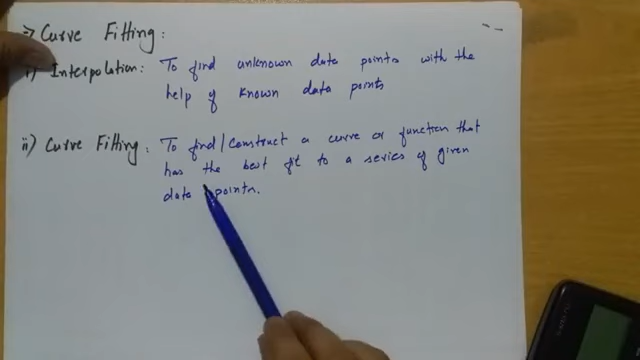 ⇒ Curve Fitting:
i) Interpolation: To find unknown data points with the
help of known data points
ii) Curve Fitting: To find/construct a curve or function that
has the best fit to a series of given
data points.